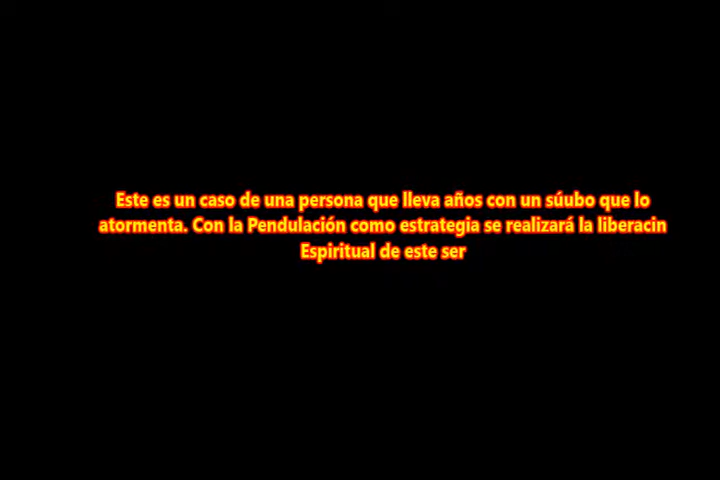 Este es un caso de una persona que lleva años con un súubo que lo
atormenta. Con la Pendulación como estrategia se realizará la liberacin
Espiritual de este ser